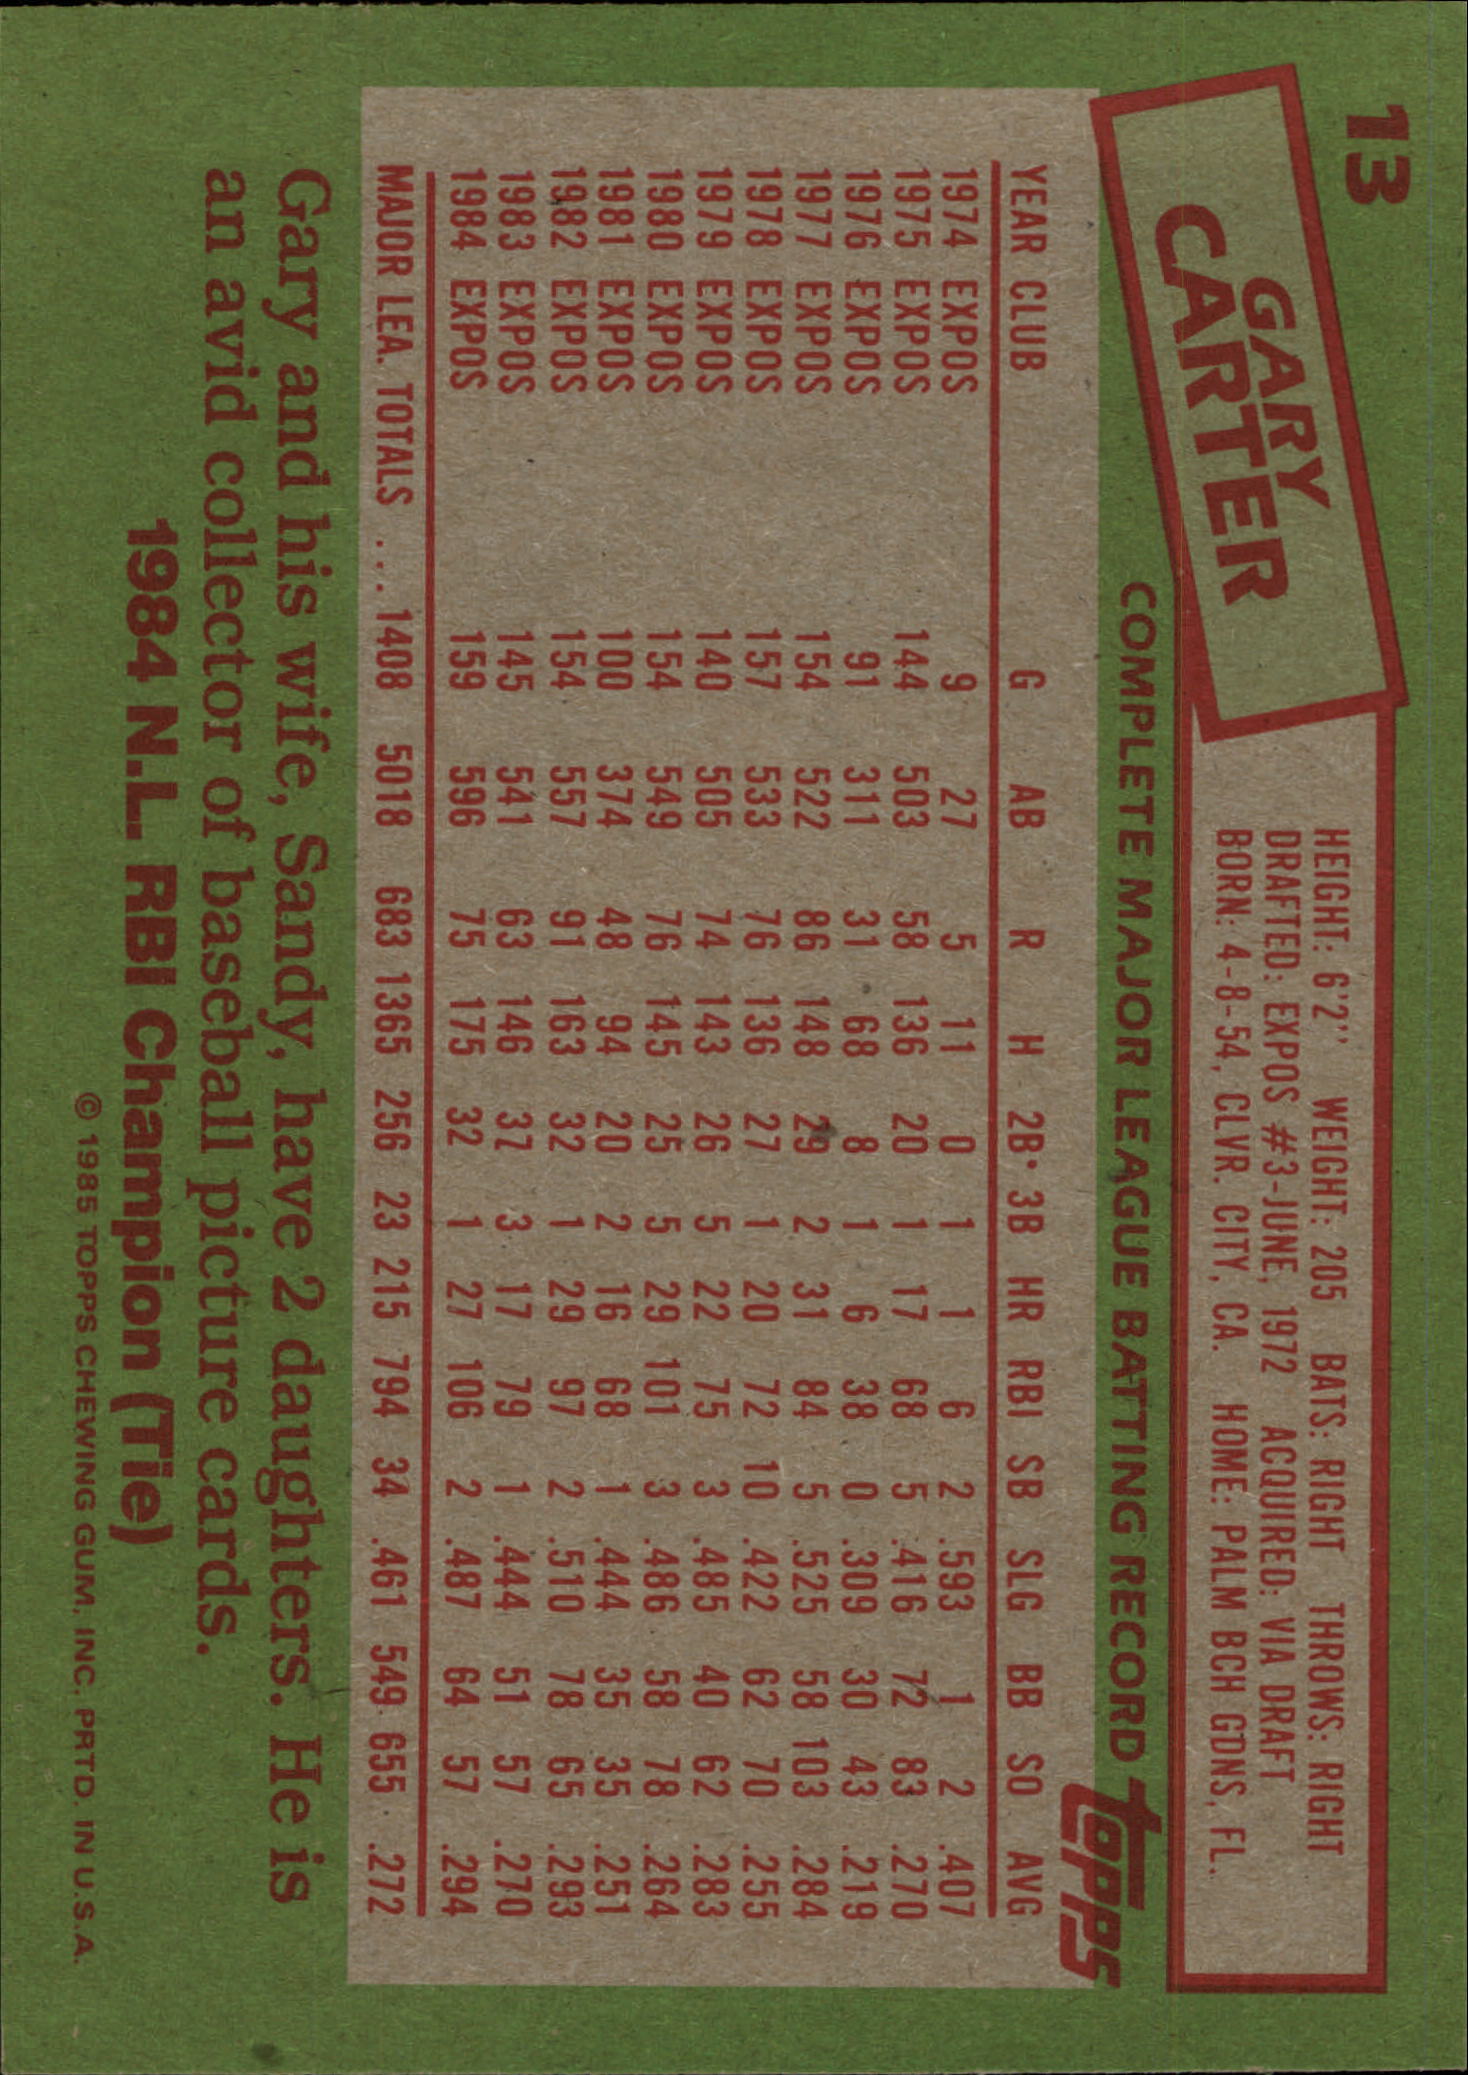 13
GARY
CARTER
HEIGHT: 6'2" WEIGHT: 205 BATS: RIGHT THROWS: RIGHT
DRAFTED: EXPOS #3-JUNE, 1972 ACQUIRED: VIA DRAFT
BORN: 4-8-54, CLVR. CITY, CA. HOME: PALM BCH GDNS, FL.
COMPLETE MAJOR LEAGUE BATTING RECORD
topps
YEAR CLUB G AB R H 2B 3B HR RBI SB SLG BB SO AVG
1974 EXPOS 9 27 5 11 0 1 1 6 2 .593 1 2 .407
1975 EXPOS 144 503 58 136 20 1 17 68 5 .416 72 83 .270
1976 EXPOS 91 311 31 68 8 1 6 38 0 .309 30 43 .219
1977 EXPOS 154 522 86 148 29 2 31 84 5 .525 58 103 .284
1978 EXPOS 157 533 76 136 27 1 20 72 10 .422 62 70 .255
1979 EXPOS 140 505 74 143 26 5 22 75 3 .485 40 62 .283
1980 EXPOS 154 549 76 145 25 5 29 101 3 .486 58 78 .264
1981 EXPOS 100 374 48 94 20 2 16 68 1 .444 35 35 .251
1982 EXPOS 154 557 91 163 32 1 29 97 2 .510 78 65 .293
1983 EXPOS 145 541 63 146 37 3 17 79 1 .444 51 57 .270
1984 EXPOS 159 596 75 175 32 1 27 106 2 .487 64 57 .294
MAJOR LEA. TOTALS ... 1408 5018 683 1365 256 23 215 794 34 .461 549 655 .272
Gary and his wife, Sandy, have 2 daughters. He is
an avid collector of baseball picture cards.
1984 N.L. RBI Champion (Tie)
© 1985 TOPPS CHEWING GUM, INC. PRTD. IN U.S.A.